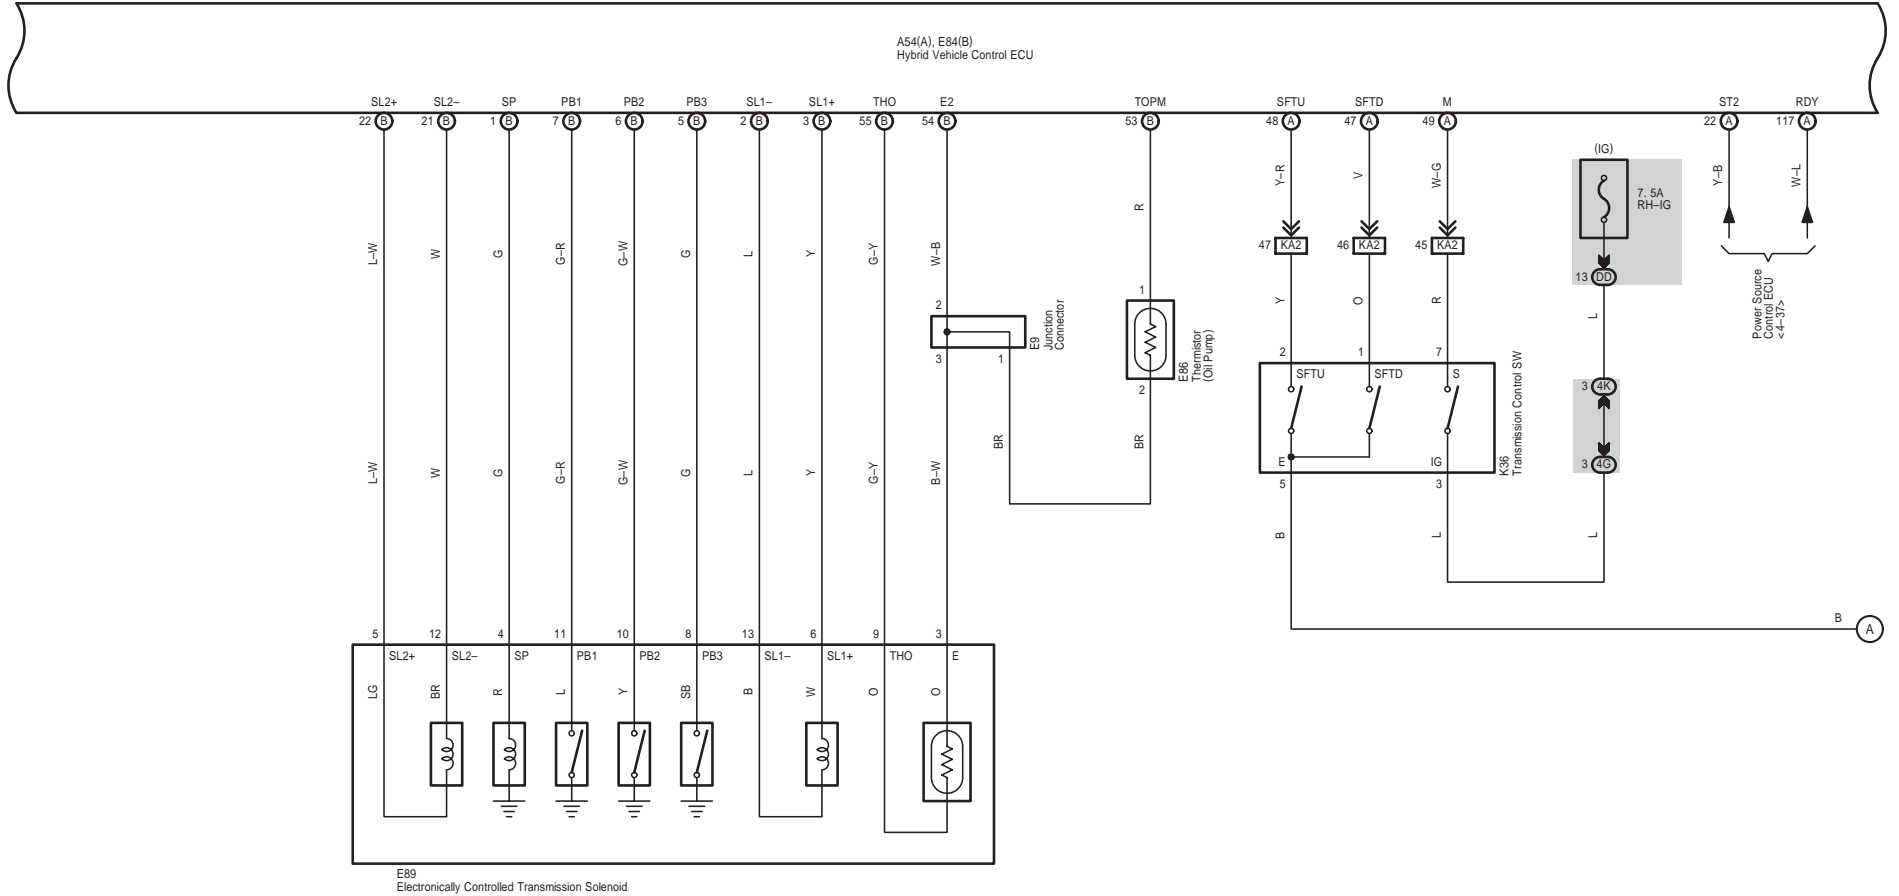 A54(A), E84(B)
Hybrid Vehicle Control ECU
SL2+ SL2– SP PB1 PB2 PB3 SL1– SL1+ THO E2 TOPM SFTU SFTD M ST2 RDY
22 B 21 B 1 B 7 B 6 B 5 B 2 B 3 B 55 B 54 B 53 B 48 A 47 A 49 A 22 A 117 A
(IG)
7. 5A
RH–IG
Y–R V W–G Y–B W–L
R
L–W W G G–R G–W G L Y G–Y W–B
47 KA2 46 KA2 45 KA2
13 DD
Power Source
Control ECU
<4–37>
Y O R L
2
3 1
E9
Junction
Connector
1
2
E86
Thermistor
(Oil Pump)
2 1 7
SFTU SFTD S
E IG
5 3
K36
Transmission Control SW
3 4K
3 4G
L–W W G G–R G–W G L Y G–Y B–W BR BR
B L L
B A
5 12 4 11 10 8 13 6 9 3
SL2+ SL2– SP PB1 PB2 PB3 SL1– SL1+ THO E
LG BR R L Y SB B W O O
E89
Electronically Controlled Transmission Solenoid